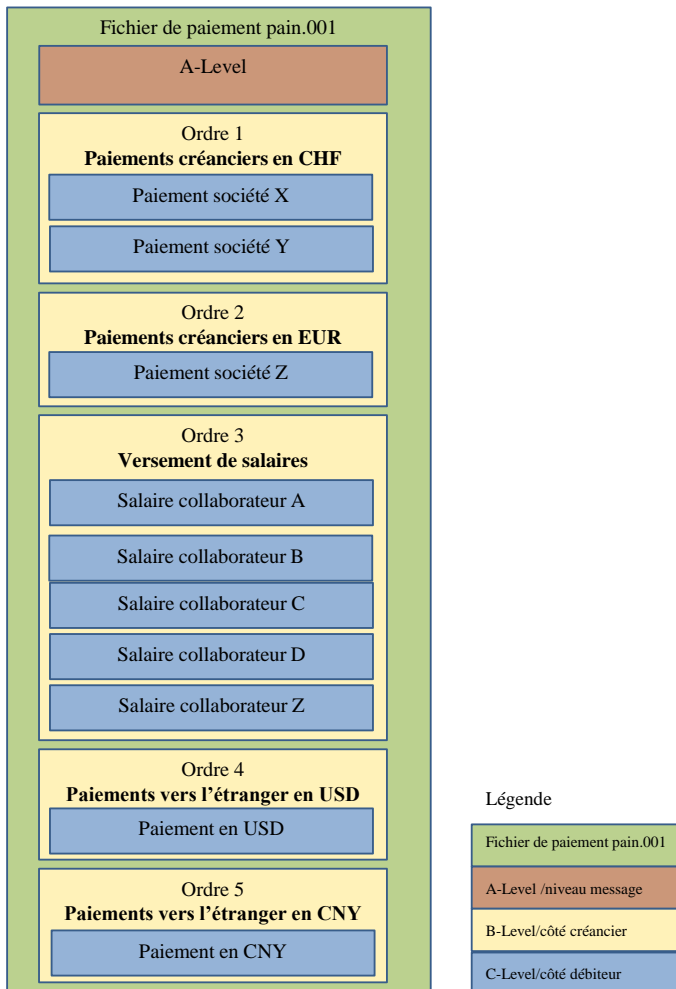 Fichier de paiement pain.001
A-Level
Ordre 1
Paiements créanciers en CHF
Paiement société X
Paiement société Y
Ordre 2
Paiements créanciers en EUR
Paiement société Z
Ordre 3
Versement de salaires
Salaire collaborateur A
Salaire collaborateur B
Salaire collaborateur C
Salaire collaborateur D
Salaire collaborateur Z
Ordre 4
Paiements vers l’étranger en USD
Paiement en USD
Ordre 5
Paiements vers l’étranger en CNY
Paiement en CNY
Légende
Fichier de paiement pain.001
A-Level /niveau message
B-Level/côté créancier
C-Level/côté débiteur